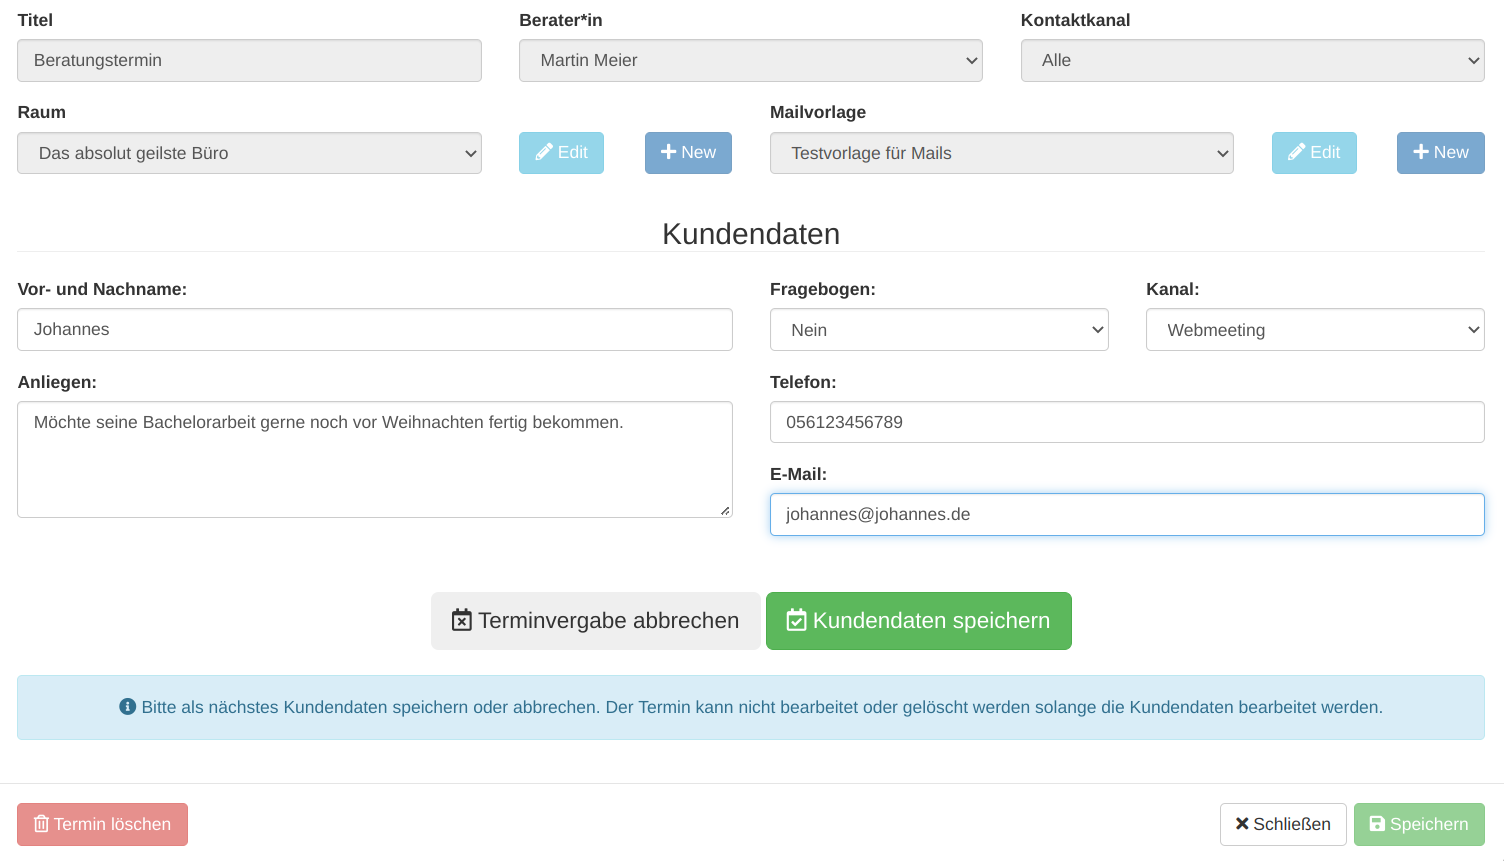 Titel Berater*in Kontaktkanal
Beratungstermin Martin Meier Alle
Raum Mailvorlage
Das absolut geilste Büro Edit New Testvorlage für Mails Edit New
Kundendaten
Vor- und Nachname: Fragebogen: Kanal:
Johannes Nein Webmeeting
Anliegen: Telefon:
Möchte seine Bachelorarbeit gerne noch vor Weihnachten fertig bekommen. 056123456789
E-Mail:
johannes@johannes.de
Terminvergabe abbrechen Kundendaten speichern
Bitte als nächstes Kundendaten speichern oder abbrechen. Der Termin kann nicht bearbeitet oder gelöscht werden solange die Kundendaten bearbeitet werden.
Termin löschen Schließen Speichern